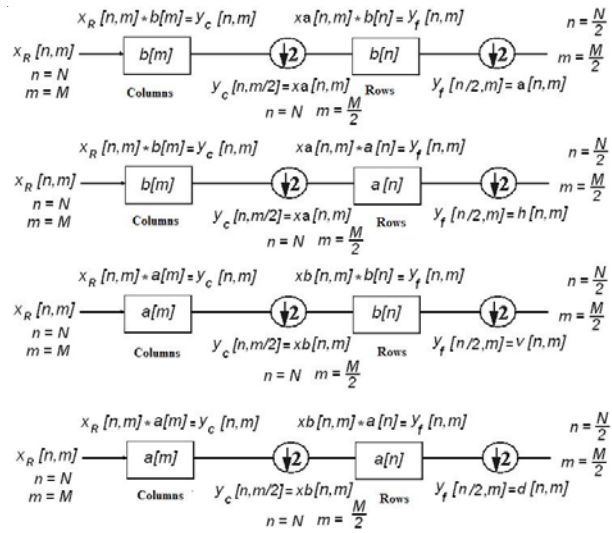 x_R [n,m]*b[m]=y_c [n,m] xa[n,m]*b[n]=y_f [n,m] n = N/2
x_R [n,m] b[m] ↓2 b[n] ↓2 m = M/2
n = N Columns y_c [n,m/2]=xa[n,m] Rows y_f [n/2,m]=a[n,m]
m = M n = N m = M/2
x_R [n,m]*b[m]=y_c [n,m] xa[n,m]*a[n]=y_f [n,m] n = N/2
x_R [n,m] b[m] ↓2 a[n] ↓2 m = M/2
n = N Columns y_c [n,m/2]=xa[n,m] Rows y_f [n/2,m]=h[n,m]
m = M n = N m = M/2
x_R [n,m]*a[m]=y_c [n,m] xb[n,m]*b[n]=y_f [n,m] n = N/2
x_R [n,m] a[m] ↓2 b[n] ↓2 m = M/2
n = N Columns y_c [n,m/2]=xb[n,m] Rows y_f [n/2,m]=v[n,m]
m = M n = N m = M/2
x_R [n,m]*a[m]=y_c [n,m] xb[n,m]*a[n]=y_f [n,m] n = N/2
x_R [n,m] a[m] ↓2 a[n] ↓2 m = M/2
n = N Columns y_c [n,m/2]=xb[n,m] Rows y_f [n/2,m]=d[n,m]
m = M n = N m = M/2